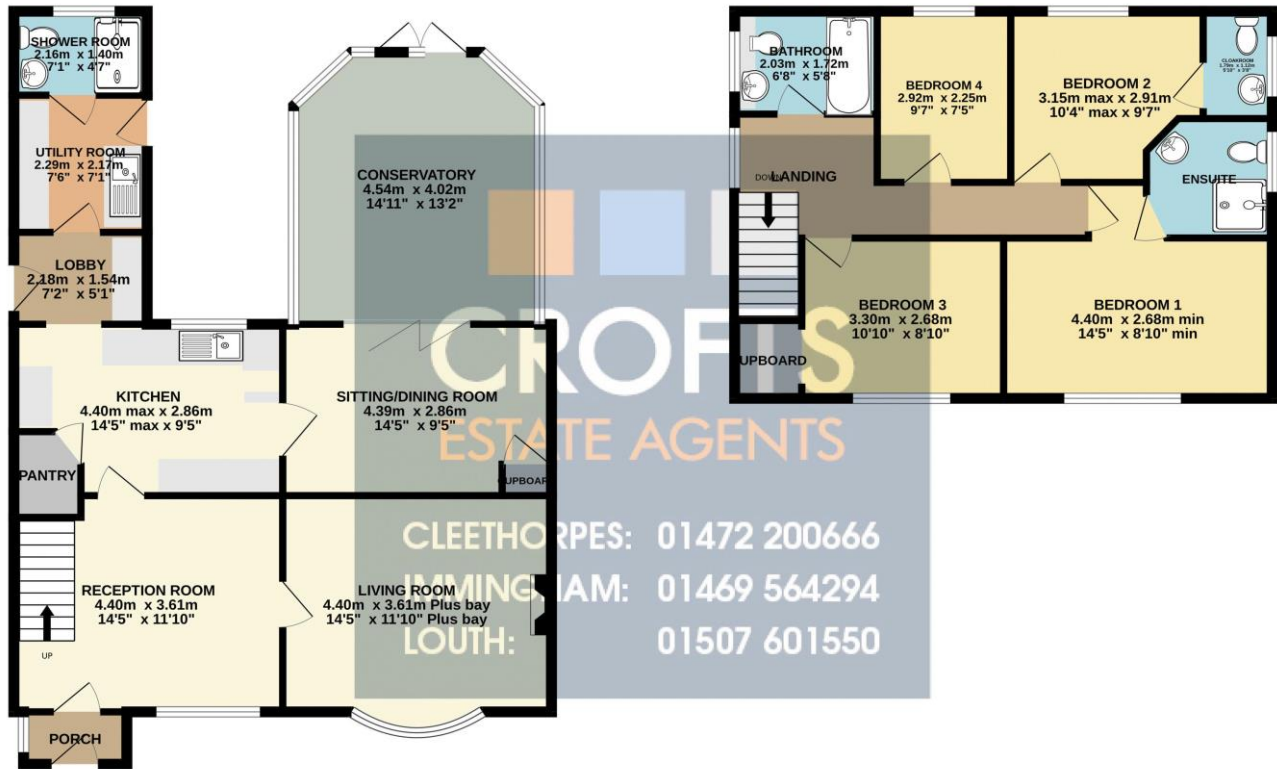 SHOWER ROOM
2.16m x 1.40m
7'1" x 4'7"
UTILITY ROOM
2.29m x 2.17m
7'6" x 7'1"
LOBBY
2.18m x 1.54m
7'2" x 5'1"
CONSERVATORY
4.54m x 4.02m
14'11" x 13'2"
KITCHEN
4.40m max x 2.86m
14'5" max x 9'5"
SITTING/DINING ROOM
4.39m x 2.86m
14'5" x 9'5"
PANTRY
CUPBOAR
RECEPTION ROOM
4.40m x 3.61m
14'5" x 11'10"
UP
LIVING ROOM
4.40m x 3.61m Plus bay
14'5" x 11'10" Plus bay
PORCH
BATHROOM
2.03m x 1.72m
6'8" x 5'8"
BEDROOM 4
2.92m x 2.25m
9'7" x 7'5"
BEDROOM 2
3.15m max x 2.91m
10'4" max x 9'7"
CLOAKROOM
ENSUITE
DOWN
LANDING
BEDROOM 3
3.30m x 2.68m
10'10" x 8'10"
BEDROOM 1
4.40m x 2.68m min
14'5" x 8'10" min
UPBOARD
CROFTS
ESTATE AGENTS
CLEETHORPES: 01472 200666
IMMINGHAM: 01469 564294
LOUTH: 01507 601550